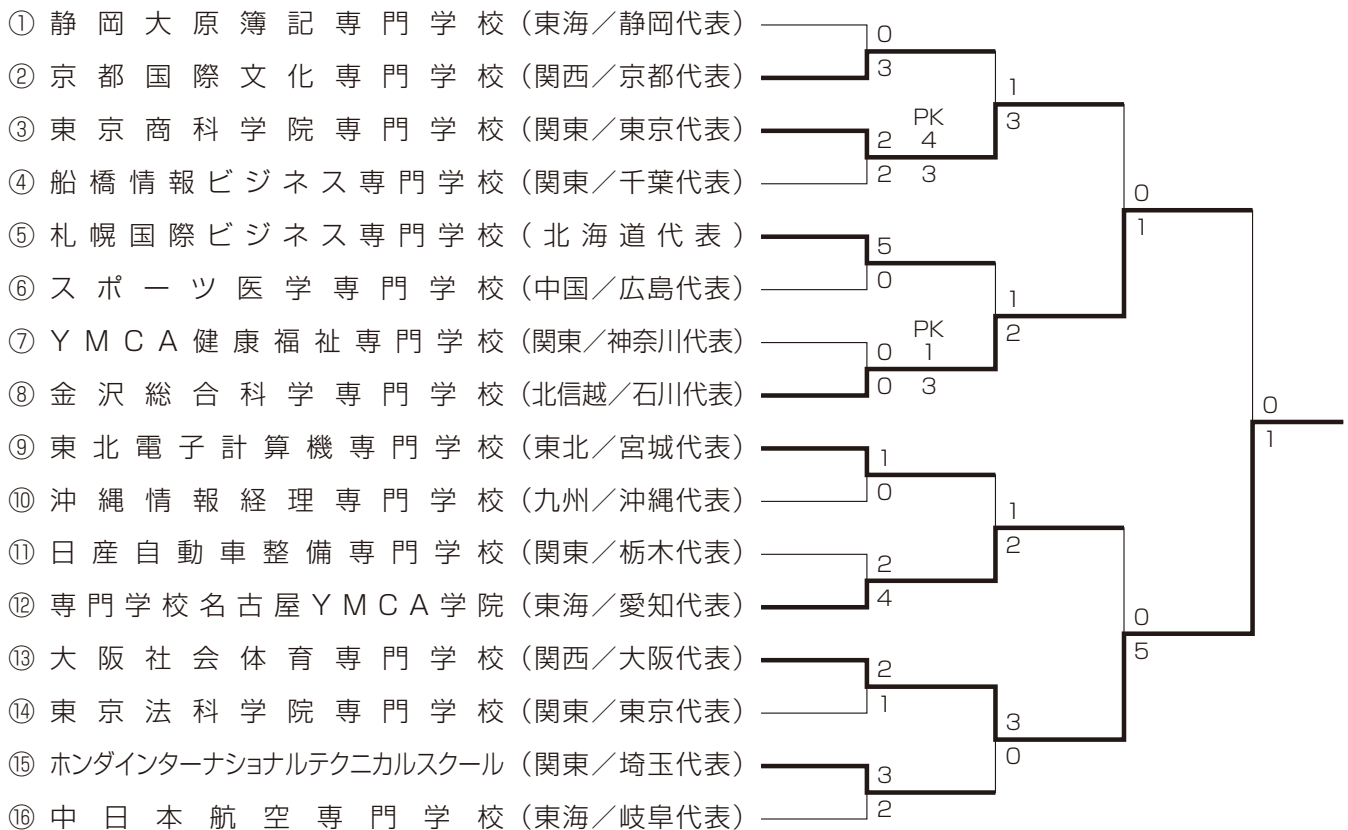 ① 静岡大原簿記専門学校 (東海/静岡代表)
② 京都国際文化専門学校 (関西/京都代表)
③ 東京商科学院専門学校 (関東/東京代表)
④ 船橋情報ビジネス専門学校 (関東/千葉代表)
⑤ 札幌国際ビジネス専門学校 (北海道代表)
⑥ スポーツ医学専門学校 (中国/広島代表)
⑦ YMCA健康福祉専門学校 (関東/神奈川代表)
⑧ 金沢総合科学専門学校 (北信越/石川代表)
⑨ 東北電子計算機専門学校 (東北/宮城代表)
⑩ 沖縄情報経理専門学校 (九州/沖縄代表)
⑪ 日産自動車整備専門学校 (関東/栃木代表)
⑫ 専門学校名古屋YMCA学院 (東海/愛知代表)
⑬ 大阪社会体育専門学校 (関西/大阪代表)
⑭ 東京法科学院専門学校 (関東/東京代表)
⑮ ホンダインターナショナルテクニカルスクール (関東/埼玉代表)
⑯ 中日本航空専門学校 (東海/岐阜代表)
0
3
PK
2 4
2 3
5
0
PK
0 1
0 3
1
0
2
4
2
1
3
2
1
3
1
2
1
2
3
0
0
1
0
5
0
1